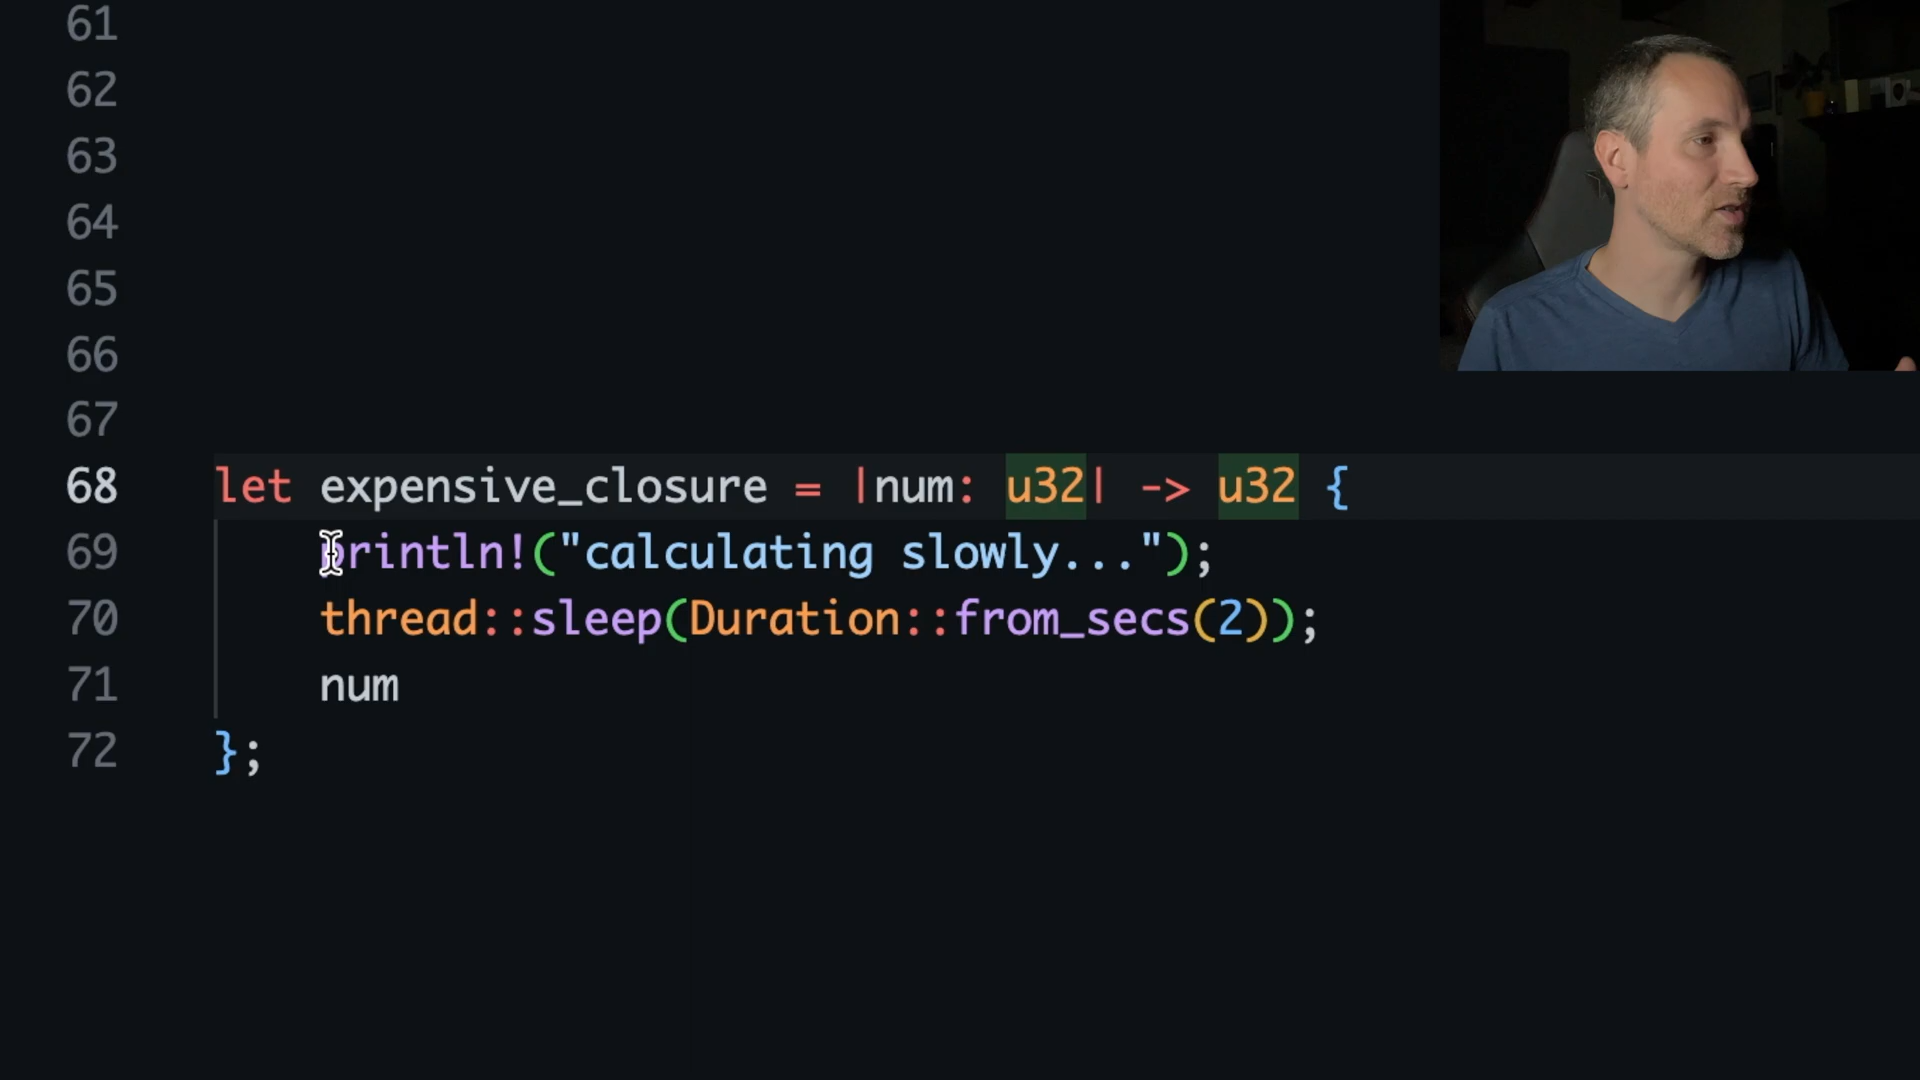 61
62
63
64
65
66
67
68 let expensive_closure = |num: u32| -> u32 {
69 println!("calculating slowly...");
70 thread::sleep(Duration::from_secs(2));
71 num
72 };